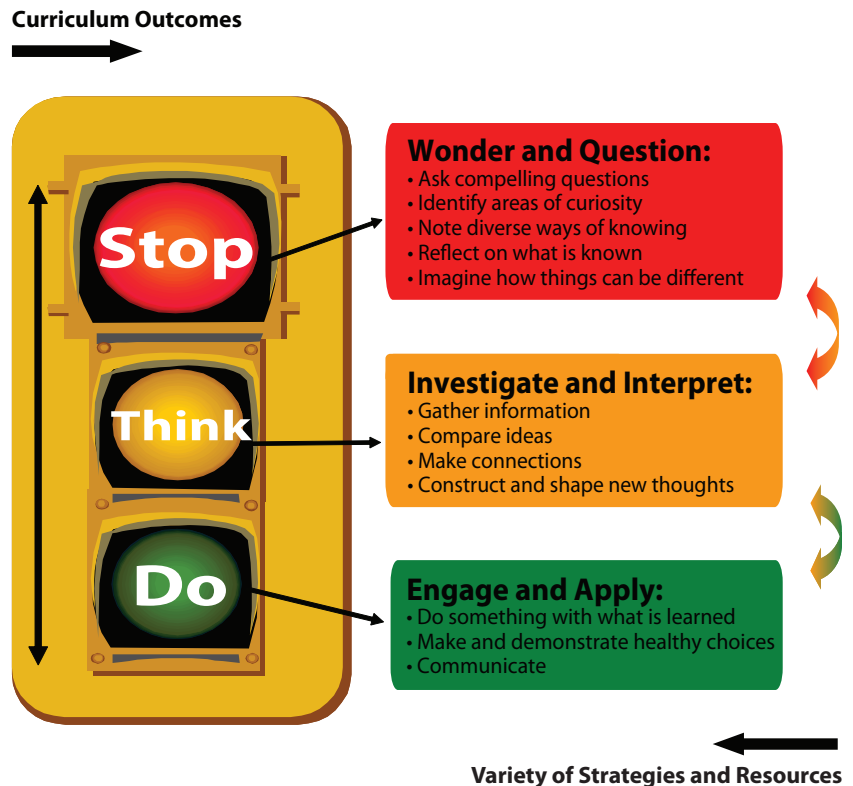 Curriculum Outcomes
Stop
Wonder and Question:
• Ask compelling questions
• Identify areas of curiosity
• Note diverse ways of knowing
• Reflect on what is known
• Imagine how things can be different
Think
Investigate and Interpret:
• Gather information
• Compare ideas
• Make connections
• Construct and shape new thoughts
Do
Engage and Apply:
• Do something with what is learned
• Make and demonstrate healthy choices
• Communicate
Variety of Strategies and Resources